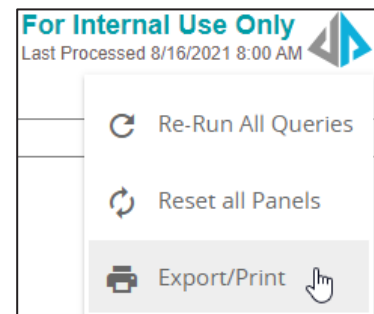 For Internal Use Only
Last Processed 8/16/2021 8:00 AM
Re-Run All Queries
Reset all Panels
Export/Print